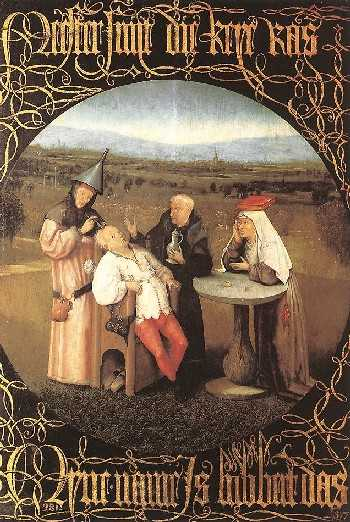 Meester snyt die keye ras
Myne name Is lubbert das